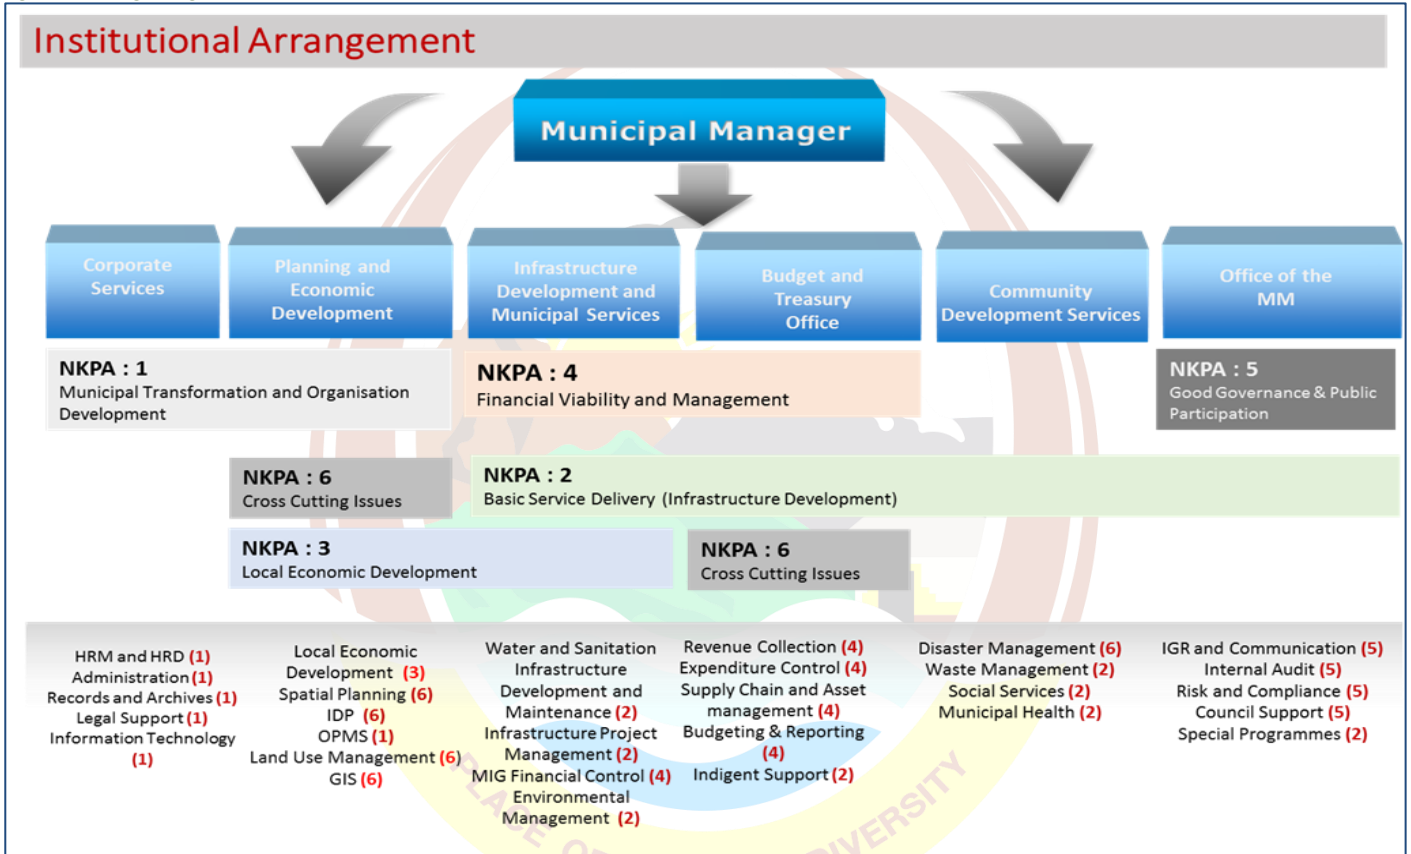 Institutional Arrangement
Municipal Manager
Corporate
Services
Planning and
Economic
Development
Infrastructure
Development and
Municipal Services
Budget and
Treasury
Office
Community
Development Services
Office of the
MM
NKPA : 1
Municipal Transformation and Organisation
Development
NKPA : 4
Financial Viability and Management
NKPA : 5
Good Governance & Public
Participation
NKPA : 6
Cross Cutting Issues
NKPA : 2
Basic Service Delivery (Infrastructure Development)
NKPA : 3
Local Economic Development
NKPA : 6
Cross Cutting Issues
HRM and HRD (1)
Administration (1)
Records and Archives (1)
Legal Support (1)
Information Technology
(1)
Local Economic
Development (3)
Spatial Planning (6)
IDP (6)
OPMS (1)
Land Use Management (6)
GIS (6)
Water and Sanitation
Infrastructure
Development and
Maintenance (2)
Infrastructure Project
Management (2)
MIG Financial Control (4)
Environmental
Management (2)
Revenue Collection (4)
Expenditure Control (4)
Supply Chain and Asset
management (4)
Budgeting & Reporting
(4)
Indigent Support (2)
Disaster Management (6)
Waste Management (2)
Social Services (2)
Municipal Health (2)
IGR and Communication (5)
Internal Audit (5)
Risk and Compliance (5)
Council Support (5)
Special Programmes (2)
PLACE